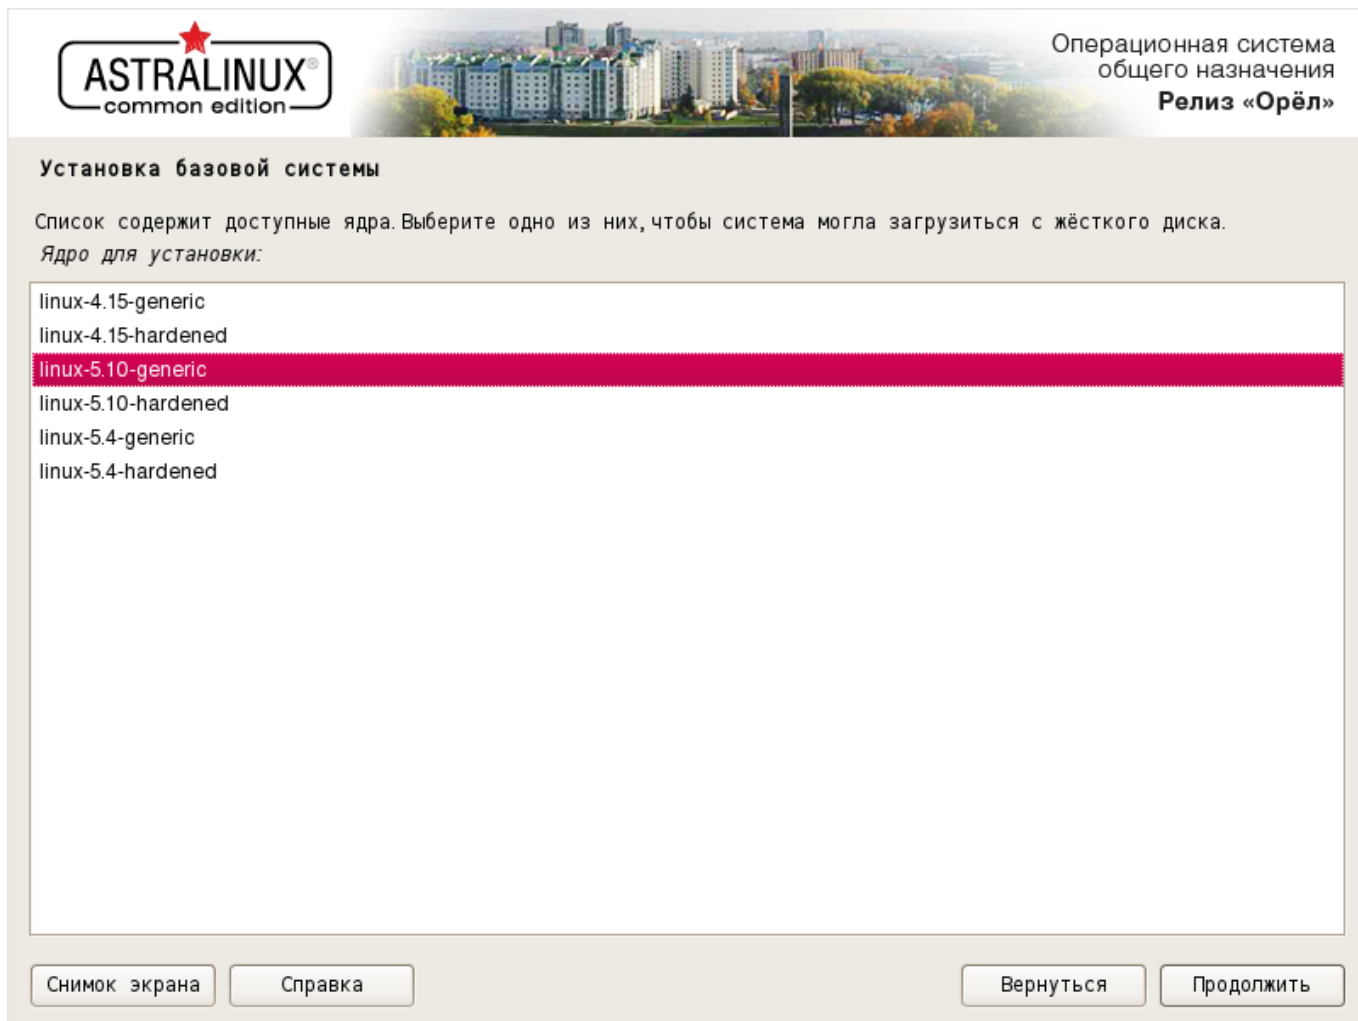 ASTRALINUX®
common edition
Операционная система
общего назначения
Релиз «Орёл»
Установка базовой системы
Список содержит доступные ядра. Выберите одно из них, чтобы система могла загрузиться с жёсткого диска.
Ядро для установки:
linux-4.15-generic
linux-4.15-hardened
linux-5.10-generic
linux-5.10-hardened
linux-5.4-generic
linux-5.4-hardened
Снимок экрана Справка Вернуться Продолжить